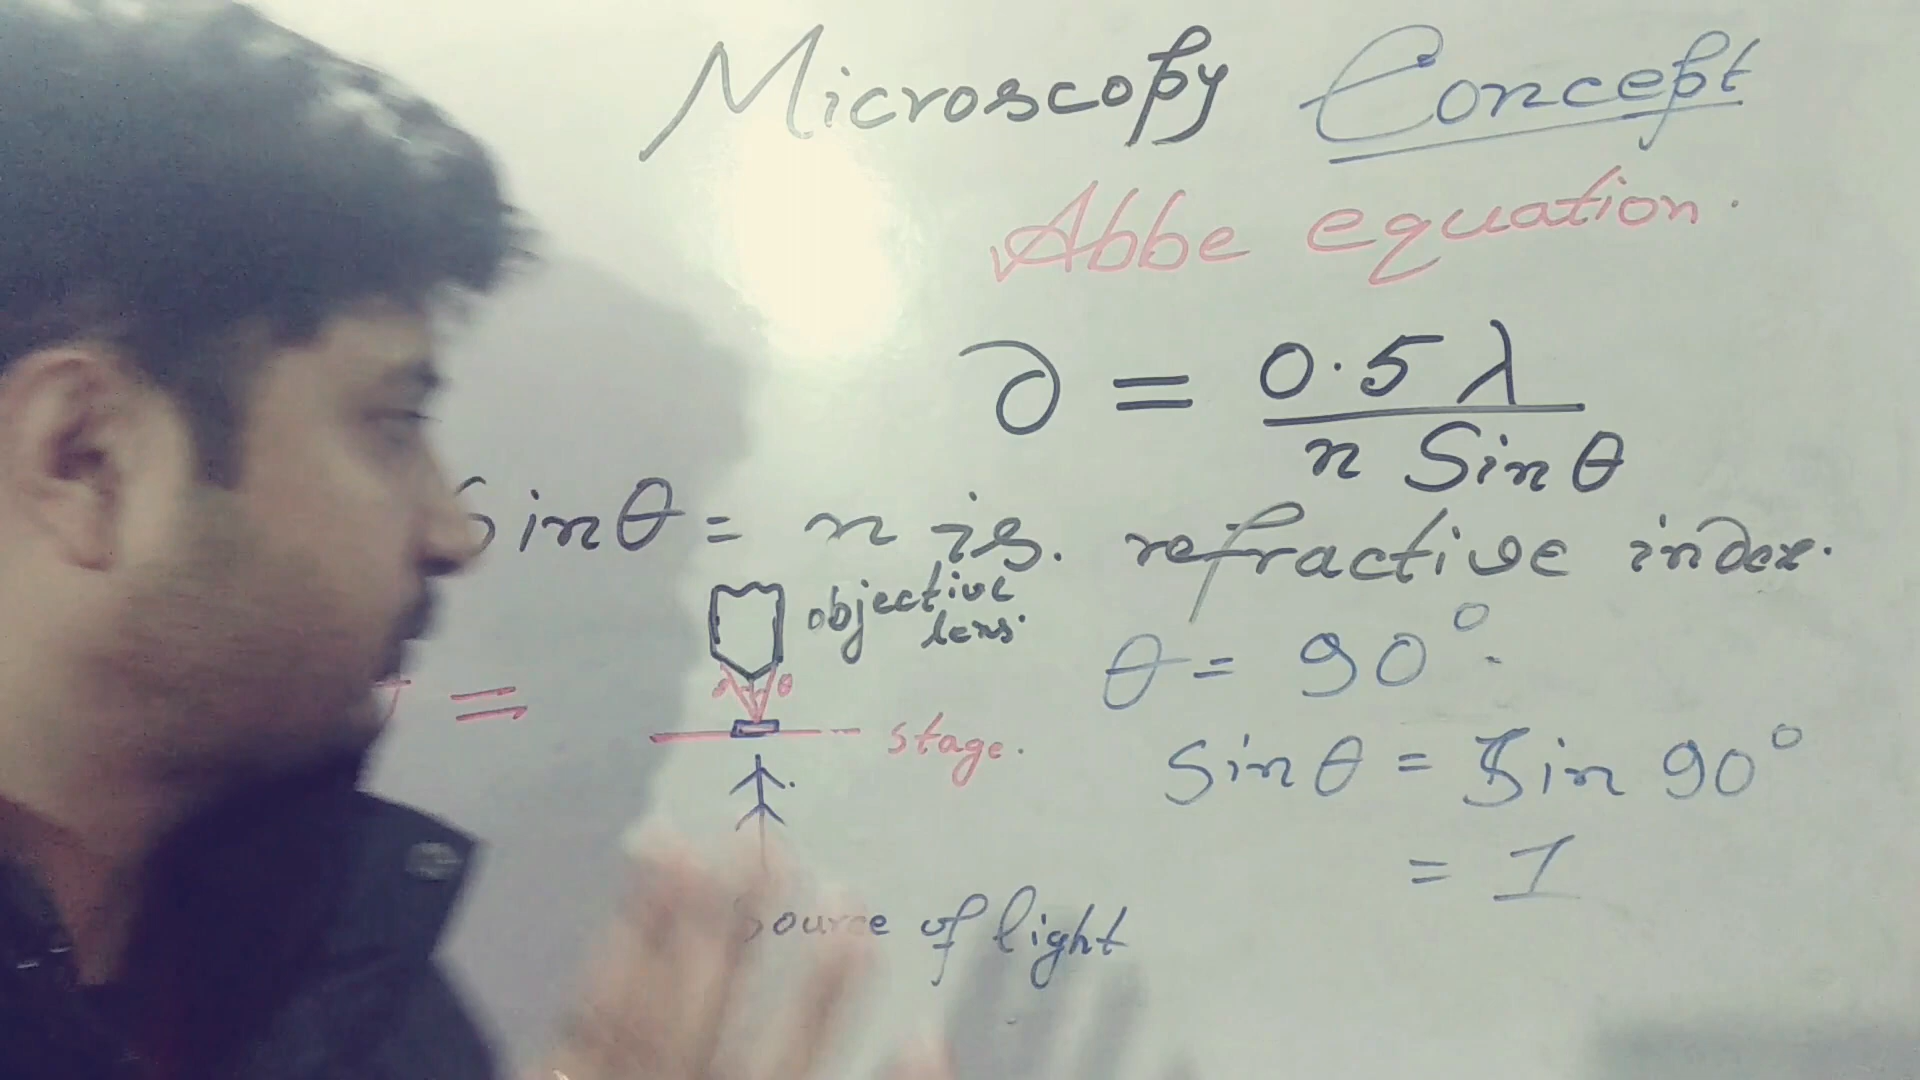 Microscopy Concept
Abbe equation.
∂ = 0.5 λ / n Sin θ
Sin θ = n is. refractive index.
objective
lens.
θ = 90°.
=
θ
stage.
Sin θ = Sin 90°
= 1
Source of light